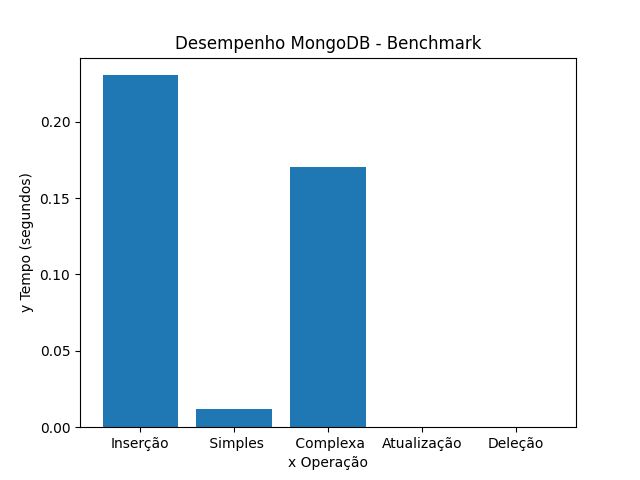 Desempenho MongoDB - Benchmark
y Tempo (segundos)
0.20
0.15
0.10
0.05
0.00
Inserção Simples Complexa Atualização Deleção
x Operação